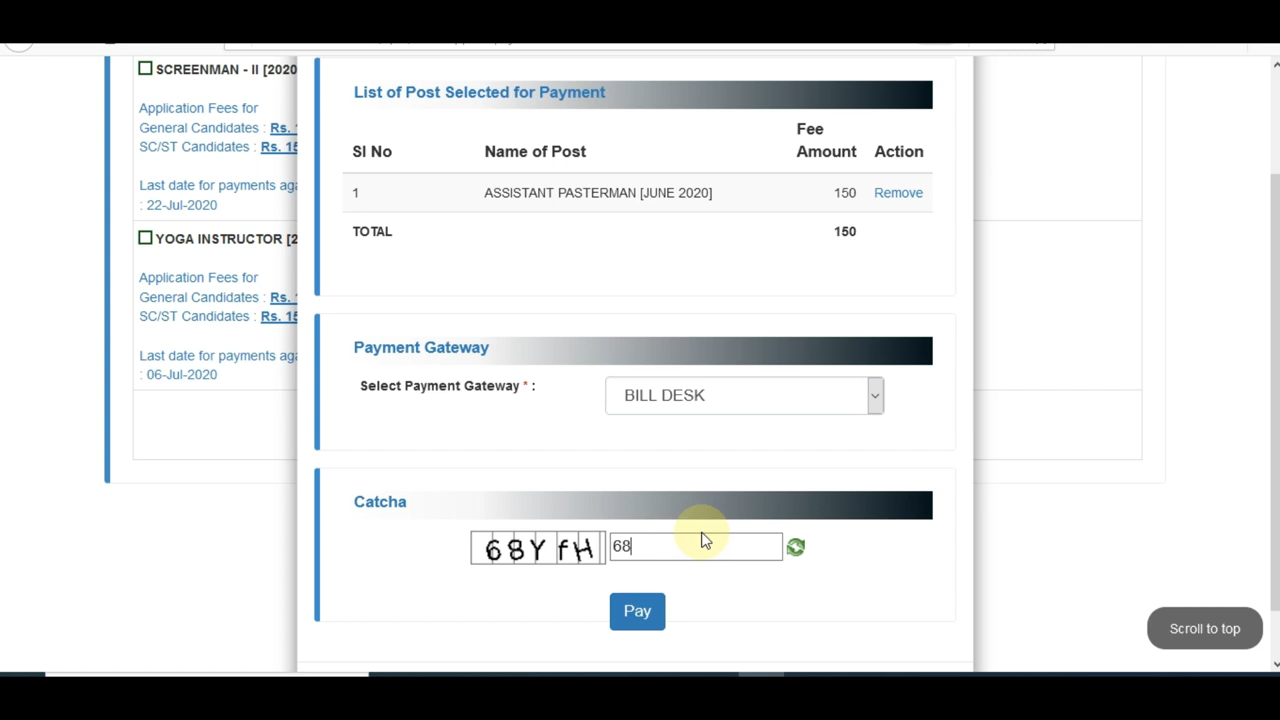 SCREENMAN - II [2020
Application Fees for
General Candidates : Rs.
SC/ST Candidates : Rs. 15
Last date for payments aga
: 22-Jul-2020
YOGA INSTRUCTOR [2
Application Fees for
General Candidates : Rs.
SC/ST Candidates : Rs. 15
Last date for payments aga
: 06-Jul-2020
List of Post Selected for Payment
Sl No Name of Post Fee Amount Action
1 ASSISTANT PASTERMAN [JUNE 2020] 150 Remove
TOTAL 150
Payment Gateway
Select Payment Gateway * : BILL DESK
Catcha
68YfH 68
Pay
Scroll to top